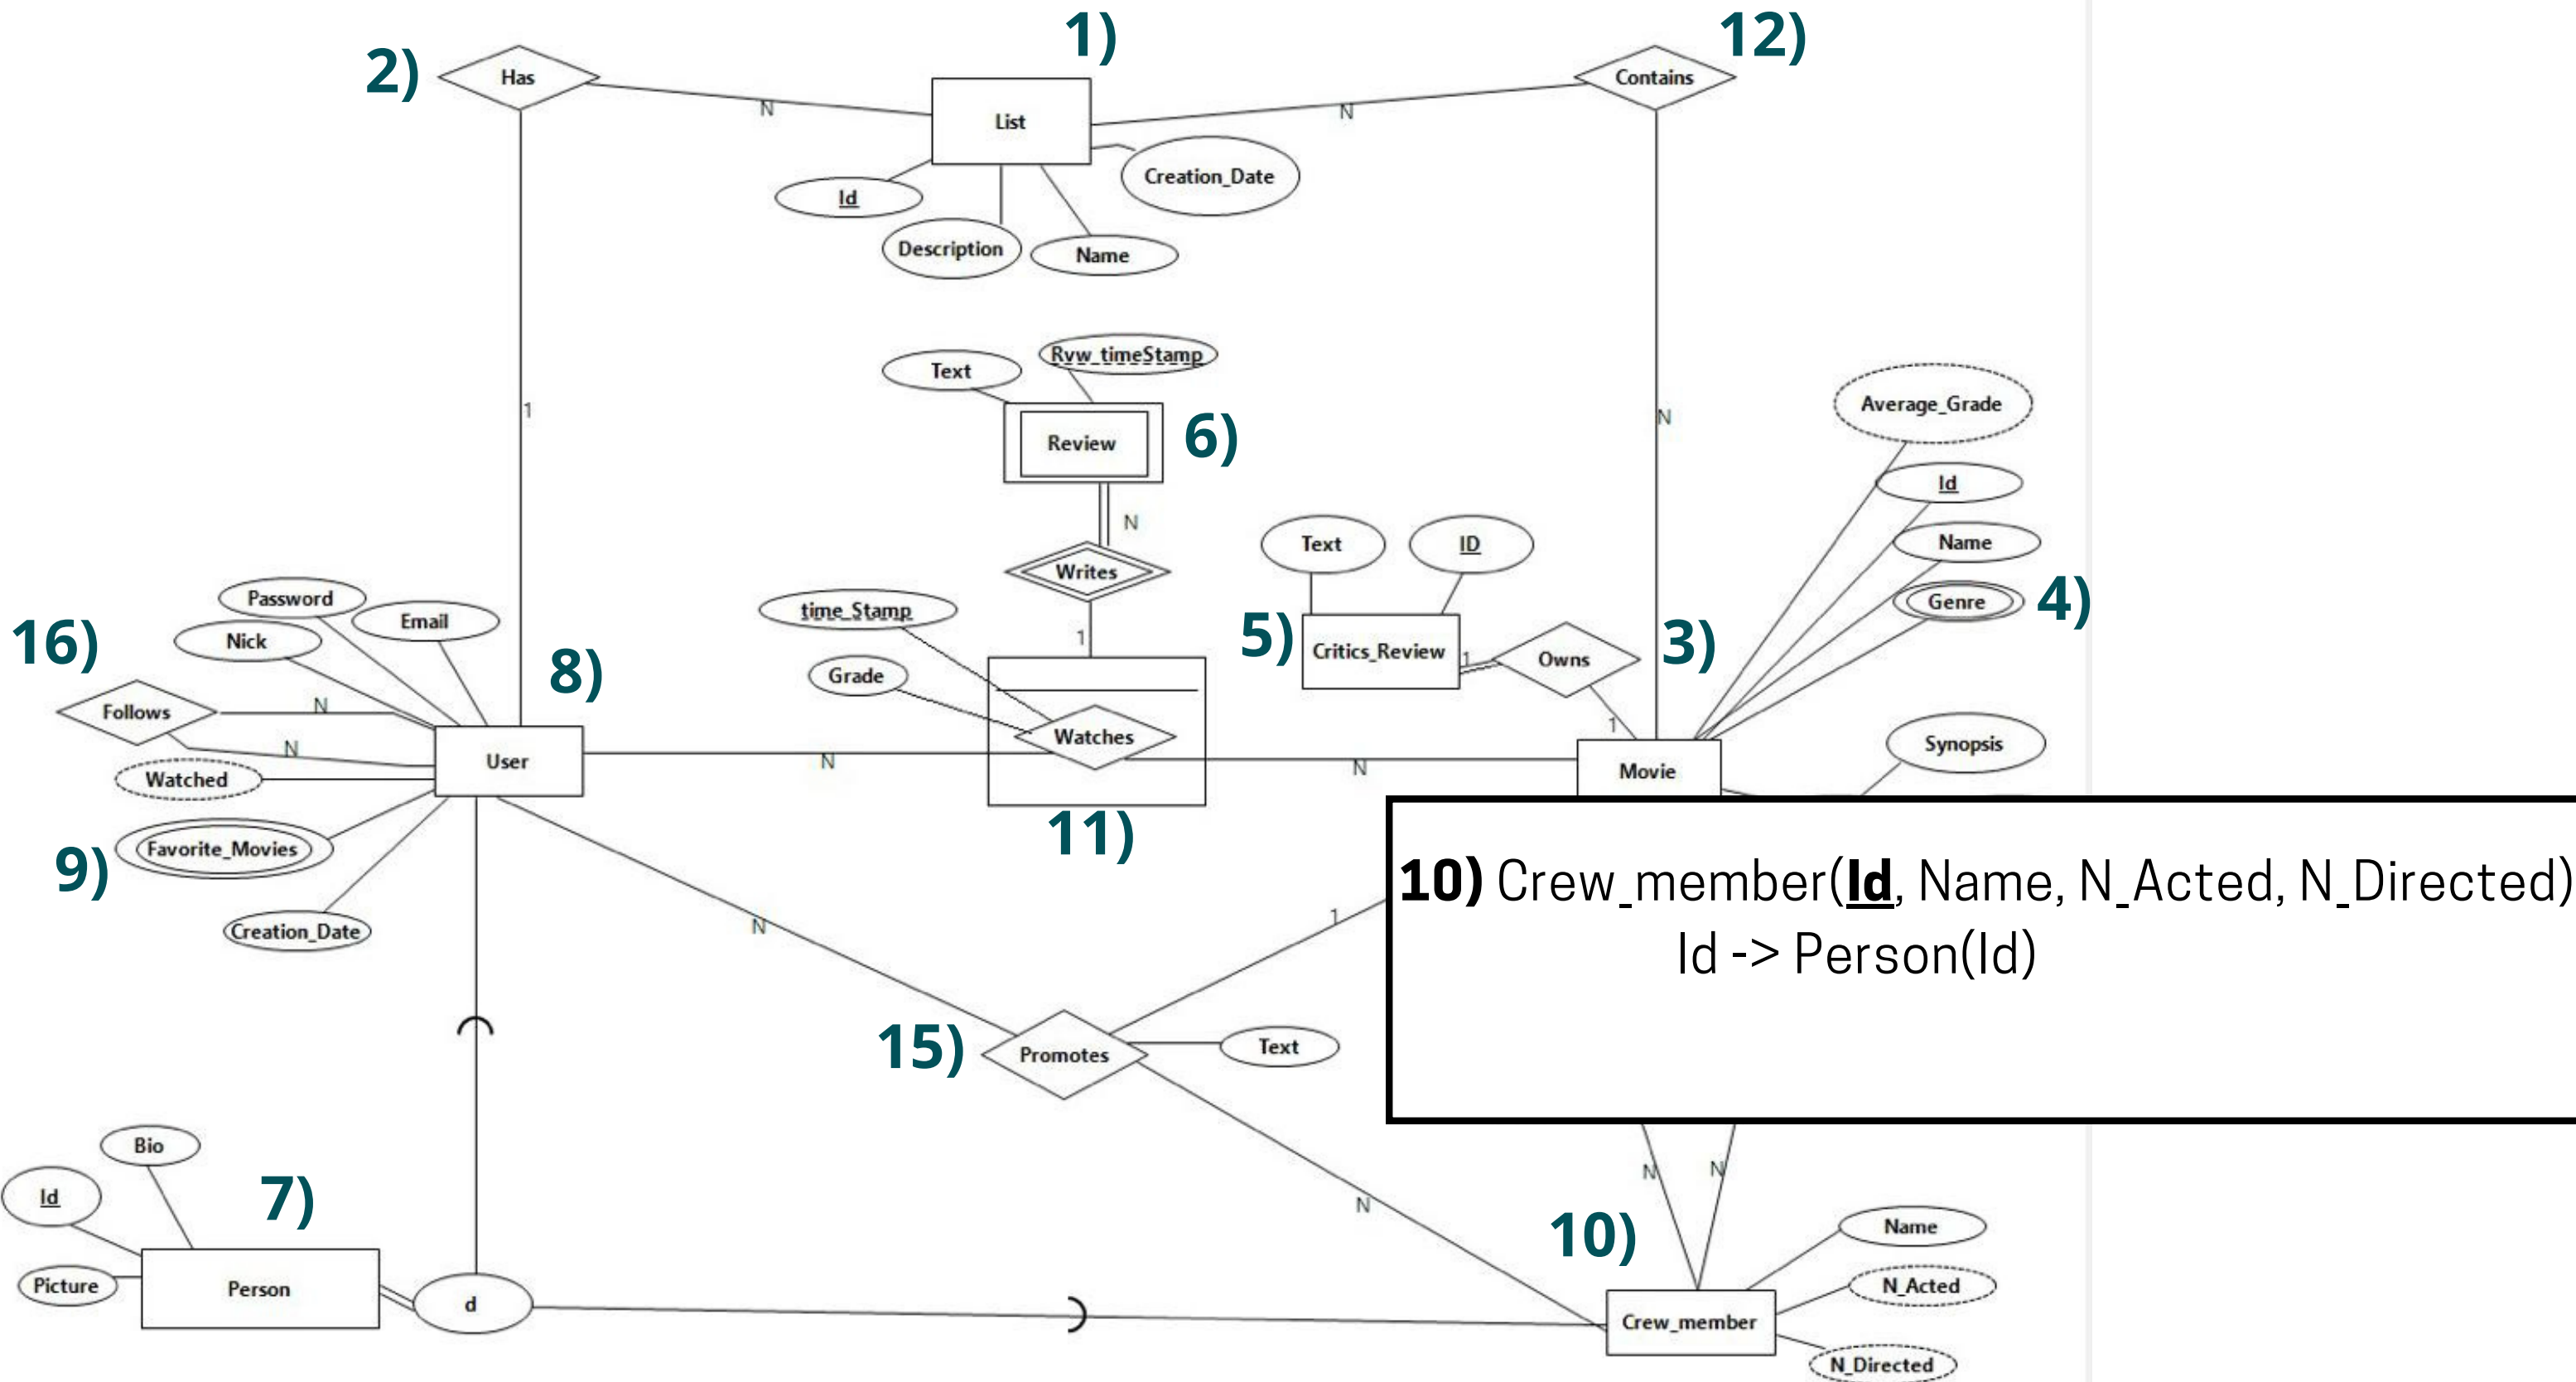 1)
12)
2)
Has
Contains
List
N
N
Creation_Date
Id
Description
Name
Rvw_timeStamp
Text
Average_Grade
1
N
Review
6)
Id
N
Name
Text
ID
Writes
Password
time_Stamp
Genre
4)
Email
16)
Nick
1
5)
Critics_Review
1
Owns
3)
8)
Grade
Follows
N
1
Watches
Synopsis
N
User
N
N
Movie
Watched
11)
Favorite_Movies
9)
10) Crew_member(Id, Name, N_Acted, N_Directed)
Id -> Person(Id)
1
N
Creation_Date
15)
Promotes
Text
Bio
N
N
Id
7)
N
Name
10)
Picture
Person
d
N_Acted
Crew_member
N_Directed